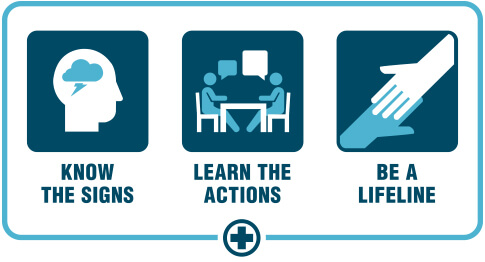 KNOW
THE SIGNS
LEARN THE
ACTIONS
BE A
LIFELINE